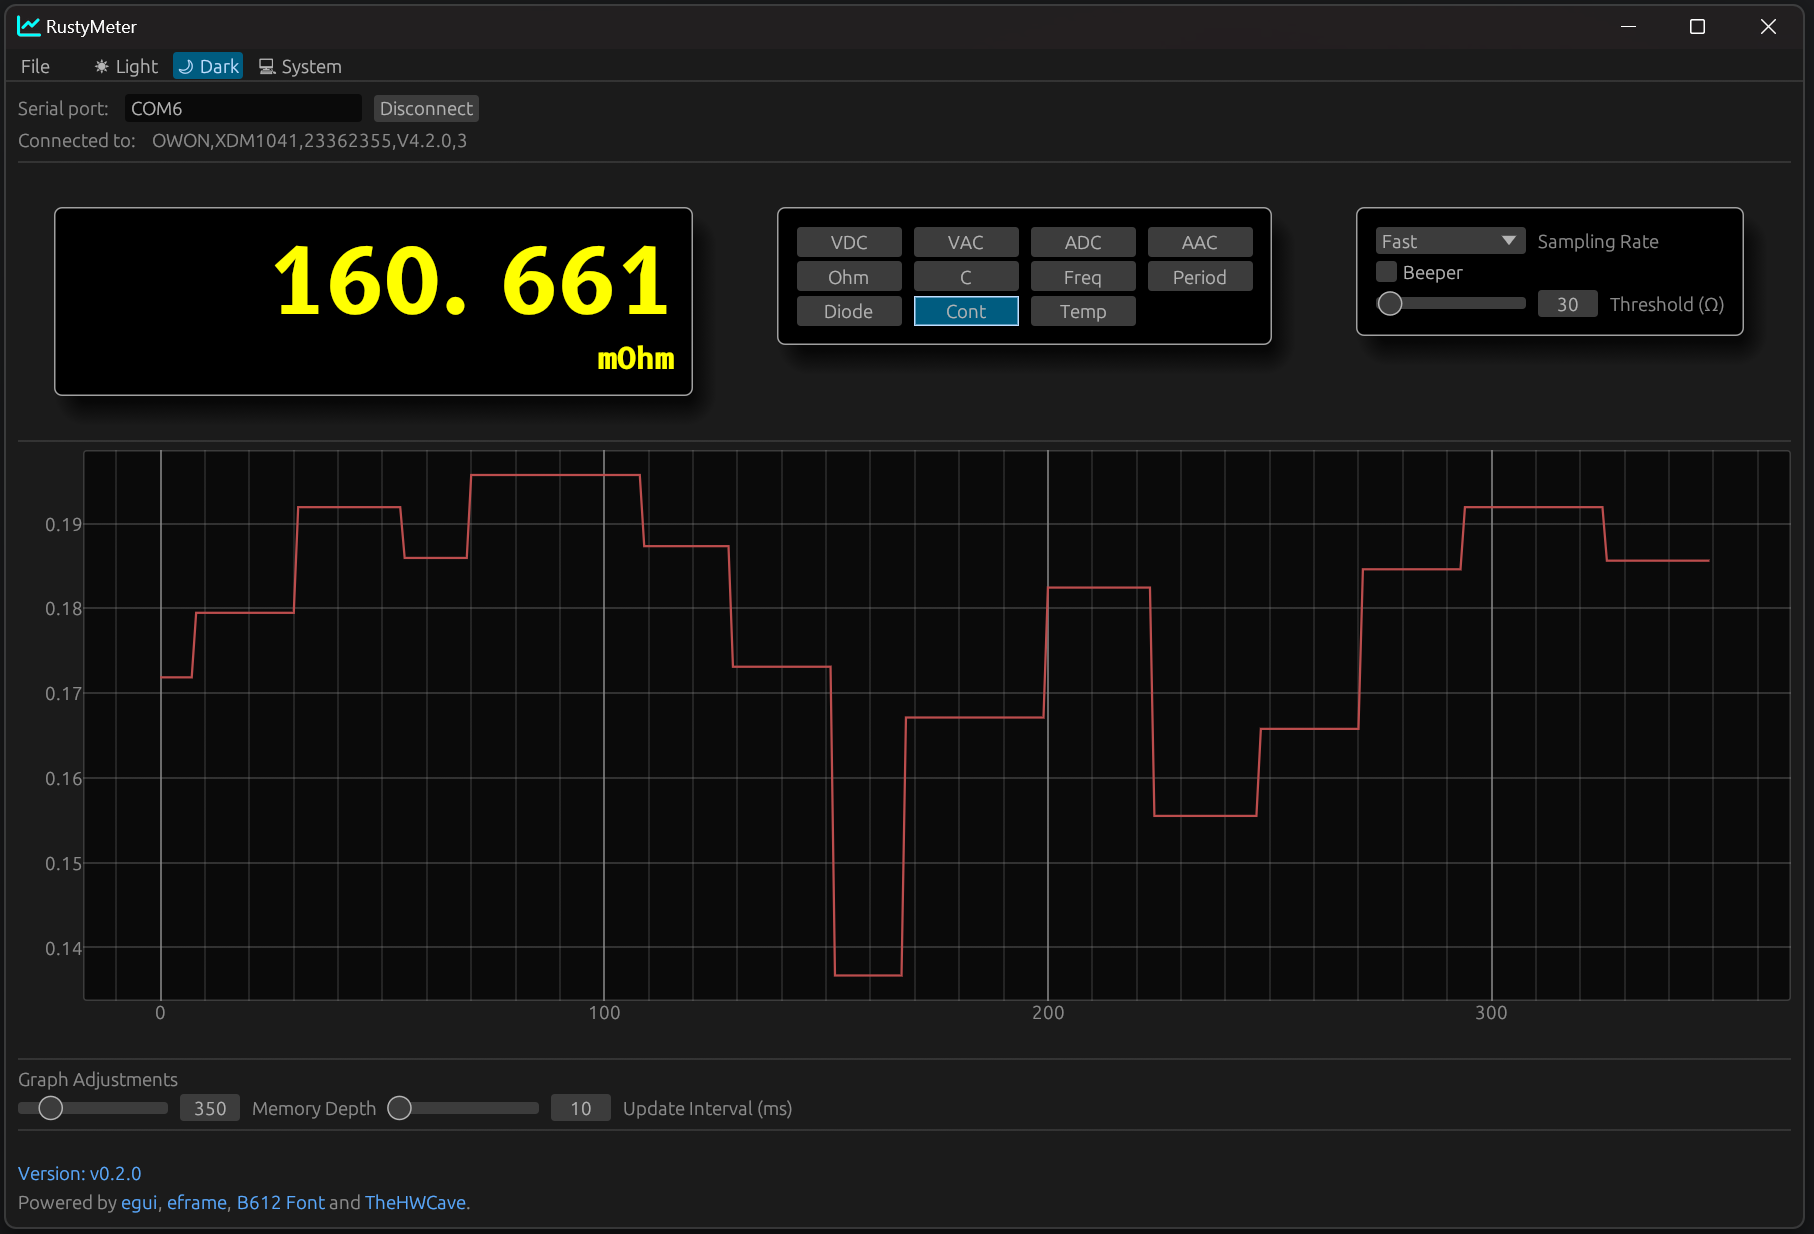 RustyMeter
File Light Dark System
Serial port: COM6 Disconnect
Connected to: OWON,XDM1041,23362355,V4.2.0,3
160.661
mOhm
VDC VAC ADC AAC
Ohm C Freq Period
Diode Cont Temp
Fast Sampling Rate
Beeper
30 Threshold (Ω)
0.19
0.18
0.17
0.16
0.15
0.14
0 100 200 300
Graph Adjustments
350 Memory Depth 10 Update Interval (ms)
Version: v0.2.0
Powered by egui, eframe, B612 Font and TheHWCave.